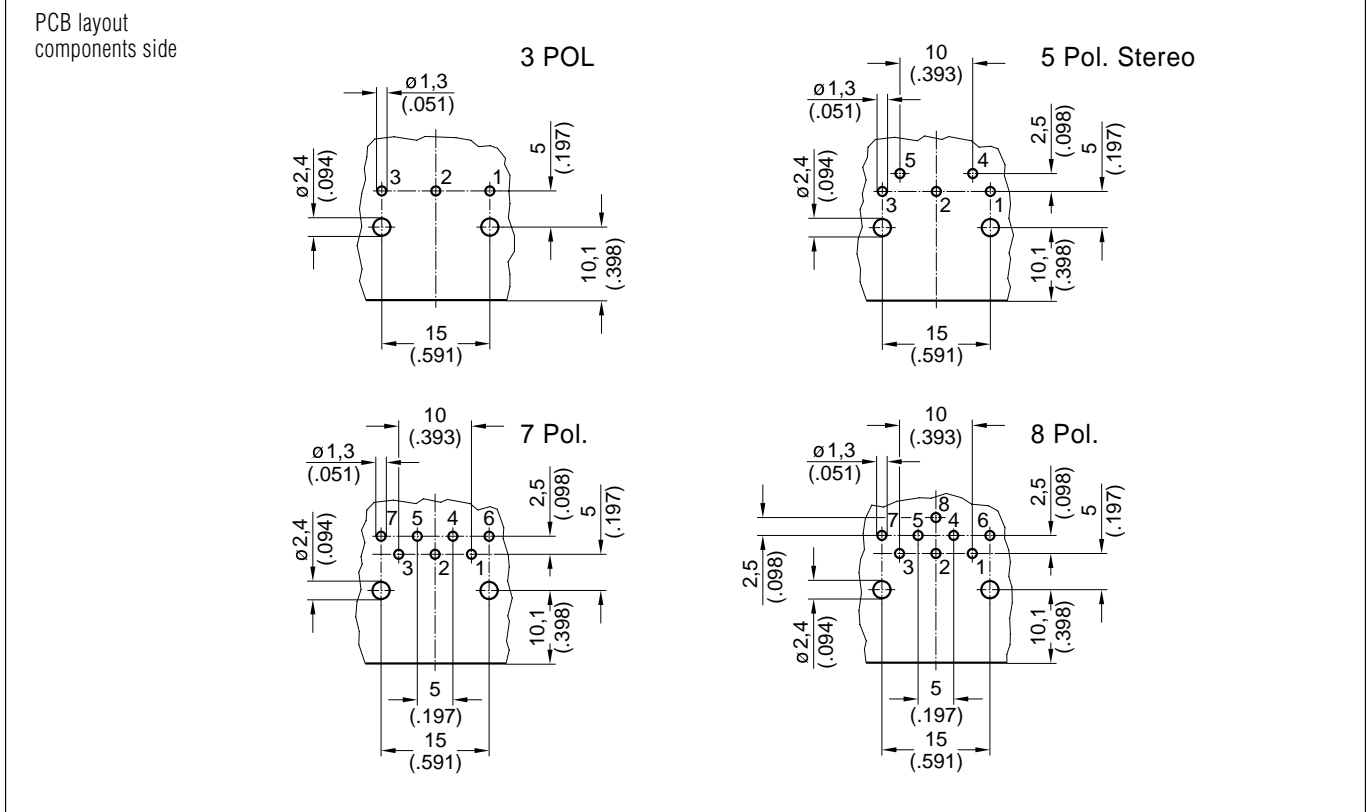 PCB layout
components side
3 POL
ø1,3
(.051)
ø2,4
(.094)
5
(.197)
3 2 1
10,1
(.398)
15
(.591)
5 Pol. Stereo
10
(.393)
ø1,3
(.051)
2,5
(.098)
5
(.197)
ø2,4
(.094)
5 4
3 2 1
10,1
(.398)
15
(.591)
7 Pol.
10
(.393)
ø1,3
(.051)
2,5
(.098)
5
(.197)
ø2,4
(.094)
7 5 4 6
3 2 1
10,1
(.398)
5
(.197)
15
(.591)
8 Pol.
10
(.393)
ø1,3
(.051)
2,5
(.098)
5
(.197)
8
7 5 4 6
3 2 1
2,5
(.098)
ø2,4
(.094)
10,1
(.398)
5
(.197)
15
(.591)